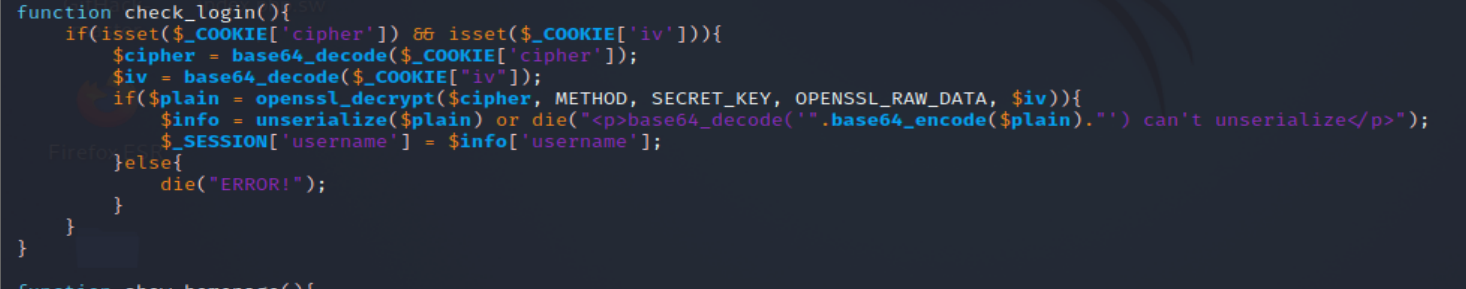 function check_login(){
    if(isset($_COOKIE['cipher']) && isset($_COOKIE['iv'])){
        $cipher = base64_decode($_COOKIE['cipher']);
        $iv = base64_decode($_COOKIE["iv"]);
        if($plain = openssl_decrypt($cipher, METHOD, SECRET_KEY, OPENSSL_RAW_DATA, $iv)){
            $info = unserialize($plain) or die("<p>base64_decode('".base64_encode($plain)."') can't unserialize</p>");
            $_SESSION['username'] = $info['username'];
        }else{
            die("ERROR!");
        }
    }
}
function show_homepage(){